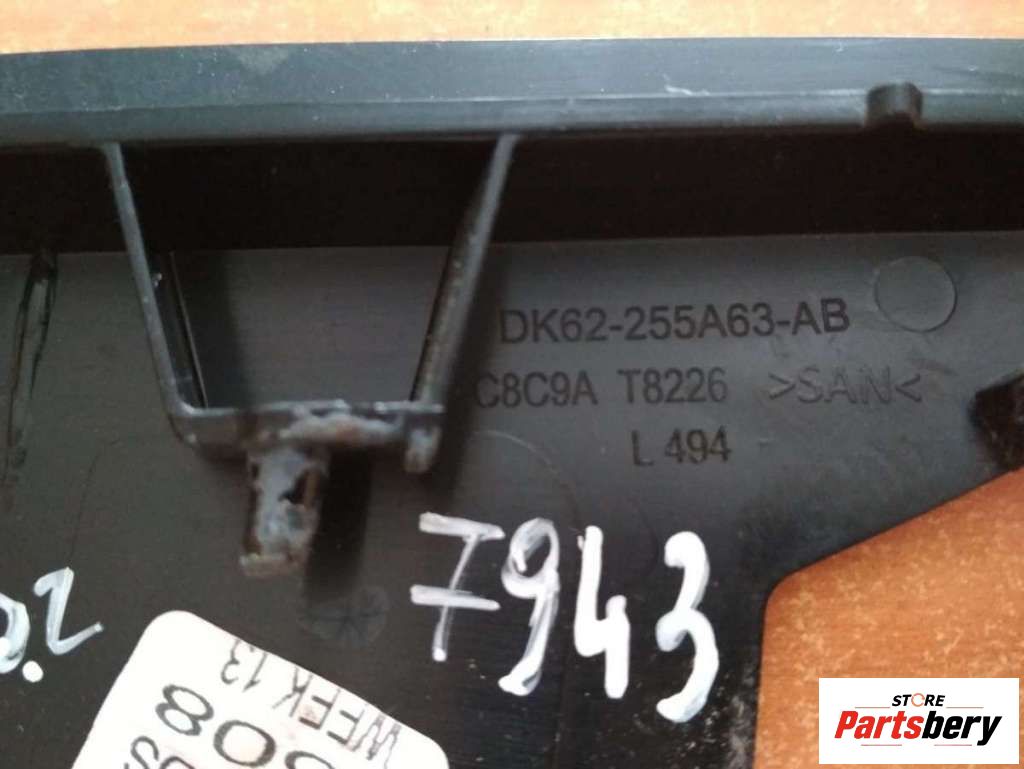 DK62-255A63-AB
C8C9A T8226 >SAN<
L 494
7943
WEEK 13
STORE
Partsbery